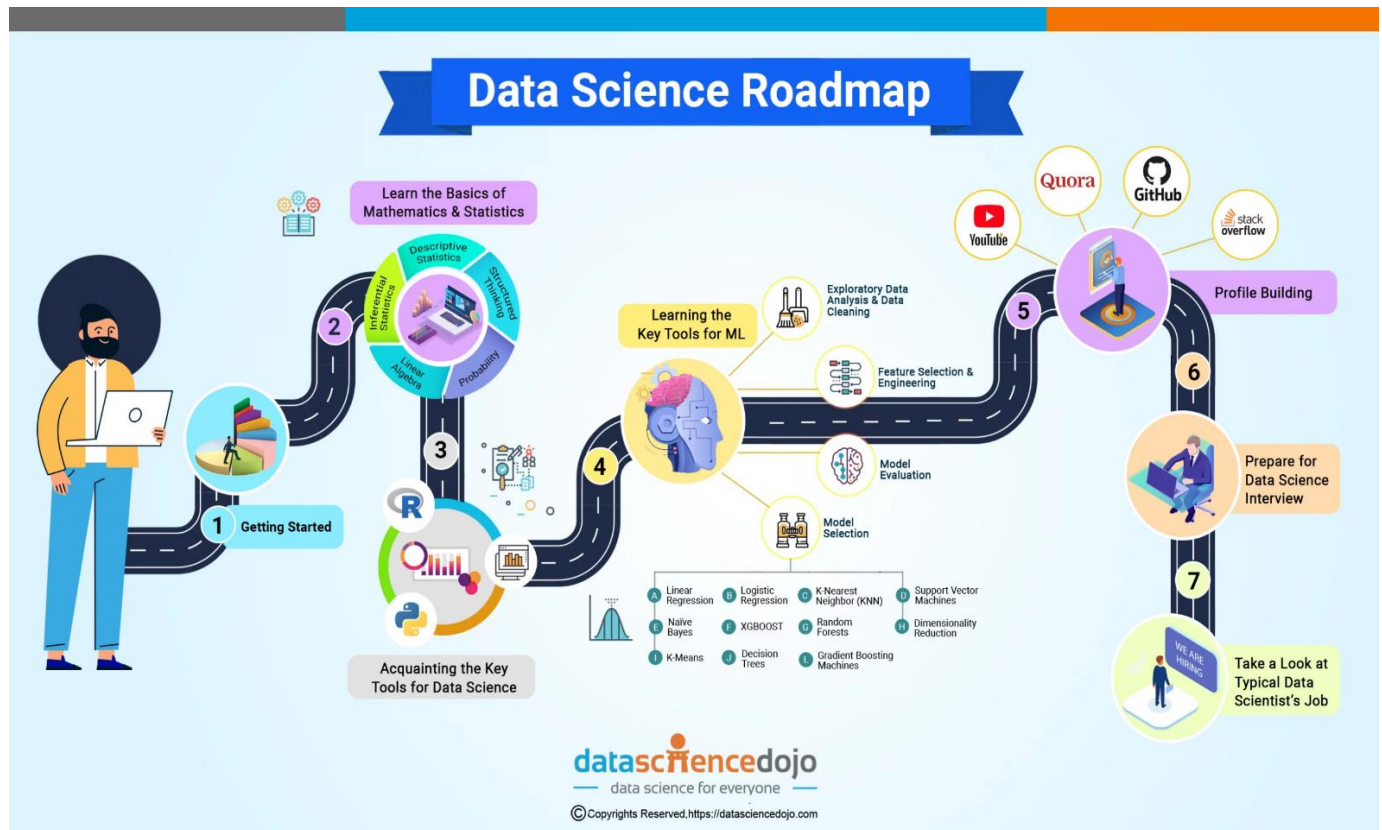 Data Science Roadmap
Learn the Basics of
Mathematics & Statistics
Descriptive
Statistics
Structured
Thinking
Probability
Linear
Algebra
Inferential
Statistics
1
Getting Started
2
3
R
Acquainting the Key
Tools for Data Science
4
Learning the
Key Tools for ML
Exploratory Data
Analysis & Data
Cleaning
Feature Selection &
Engineering
Model
Evaluation
Model
Selection
A Linear
Regression
B Logistic
Regression
C K-Nearest
Neighbor (KNN)
D Support Vector
Machines
E Naïve
Bayes
F XGBOOST
G Random
Forests
H Dimensionality
Reduction
I K-Means
J Decision
Trees
L Gradient Boosting
Machines
5
YouTube
Quora
GitHub
stack
overflow
Profile Building
6
Prepare for
Data Science
Interview
7
WE ARE
HIRING
Take a Look at
Typical Data
Scientist's Job
datasciencedojo
data science for everyone
©Copyrights Reserved,https://datasciencedojo.com